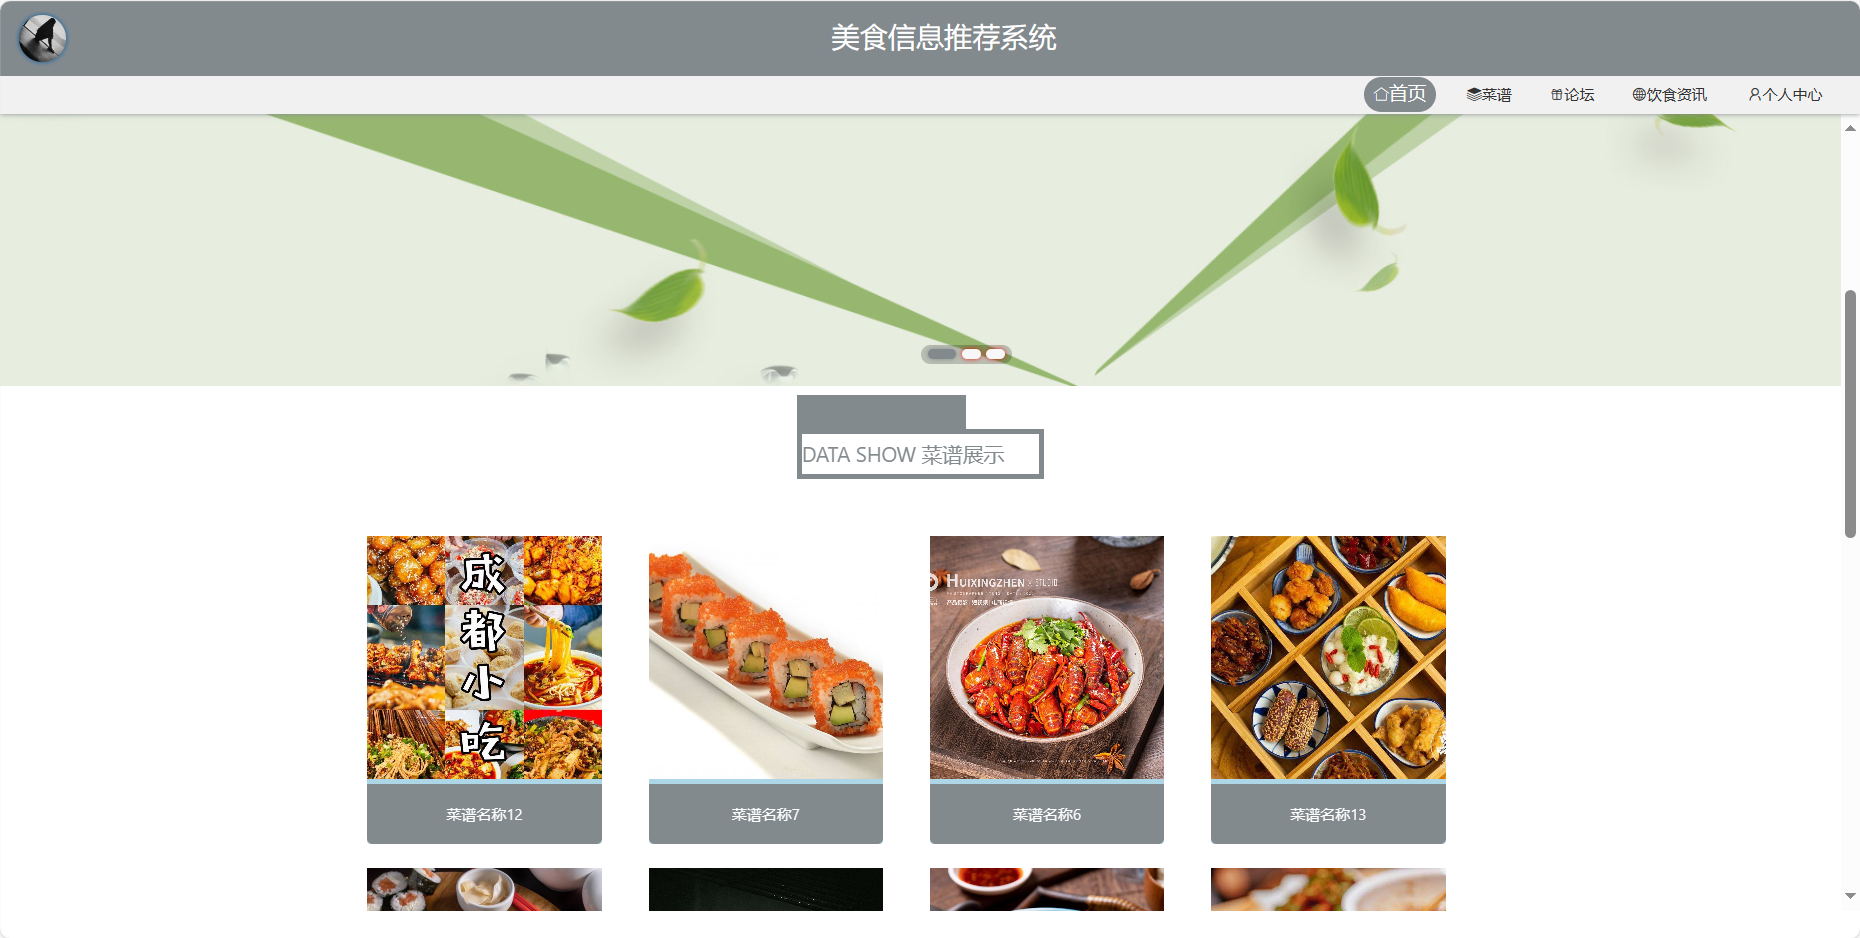 美食信息推荐系统
首页 菜谱 论坛 饮食资讯 个人中心
DATA SHOW 菜谱展示
成都小吃
HUIXINGZHEN × STUDIO
菜谱名称12
菜谱名称7
菜谱名称6
菜谱名称13